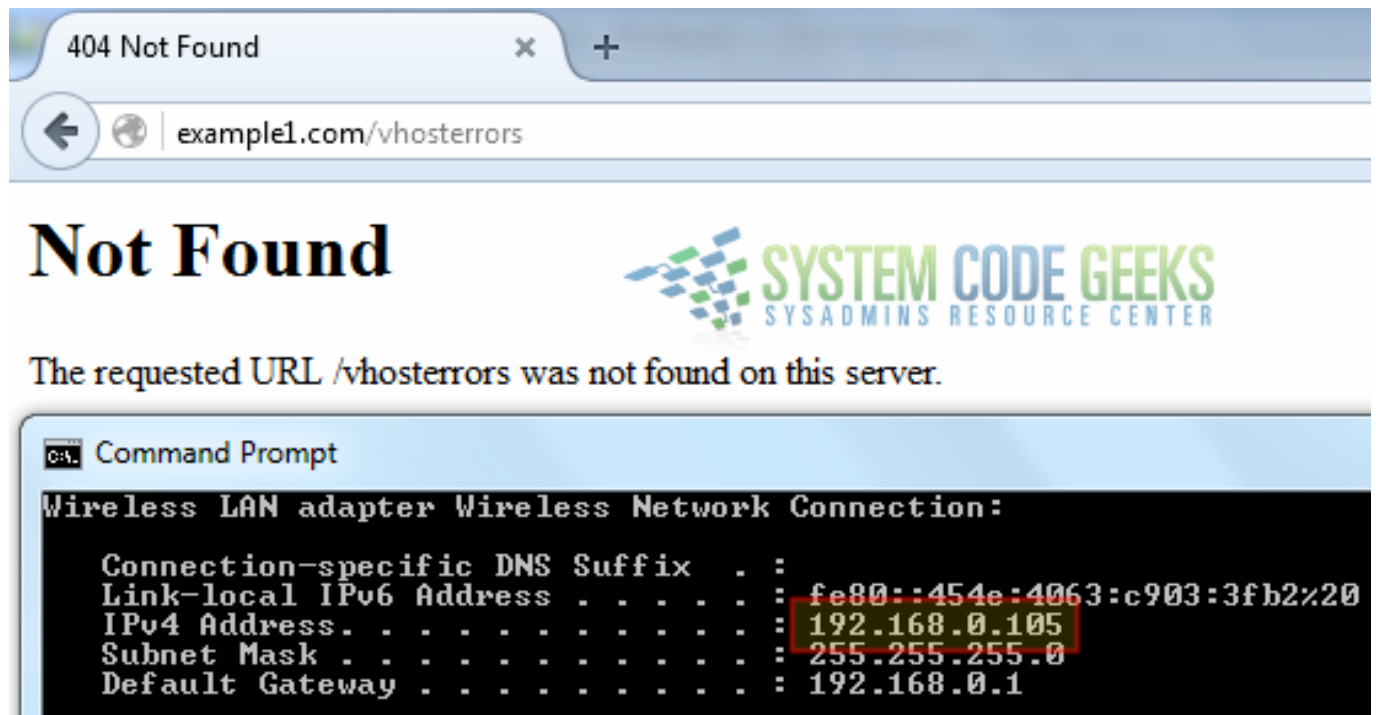 404 Not Found
example1.com/vhosterrors
Not Found
SYSTEM CODE GEEKS
SYSADMINS RESOURCE CENTER
The requested URL /vhosterrors was not found on this server.
C:\.
Command Prompt
Wireless LAN adapter Wireless Network Connection:
Connection-specific DNS Suffix . :
Link-local IPv6 Address . . . . . : fe80::454e:4063:c903:3fb2%20
IPv4 Address. . . . . . . . . . . : 192.168.0.105
Subnet Mask . . . . . . . . . . . : 255.255.255.0
Default Gateway . . . . . . . . . : 192.168.0.1